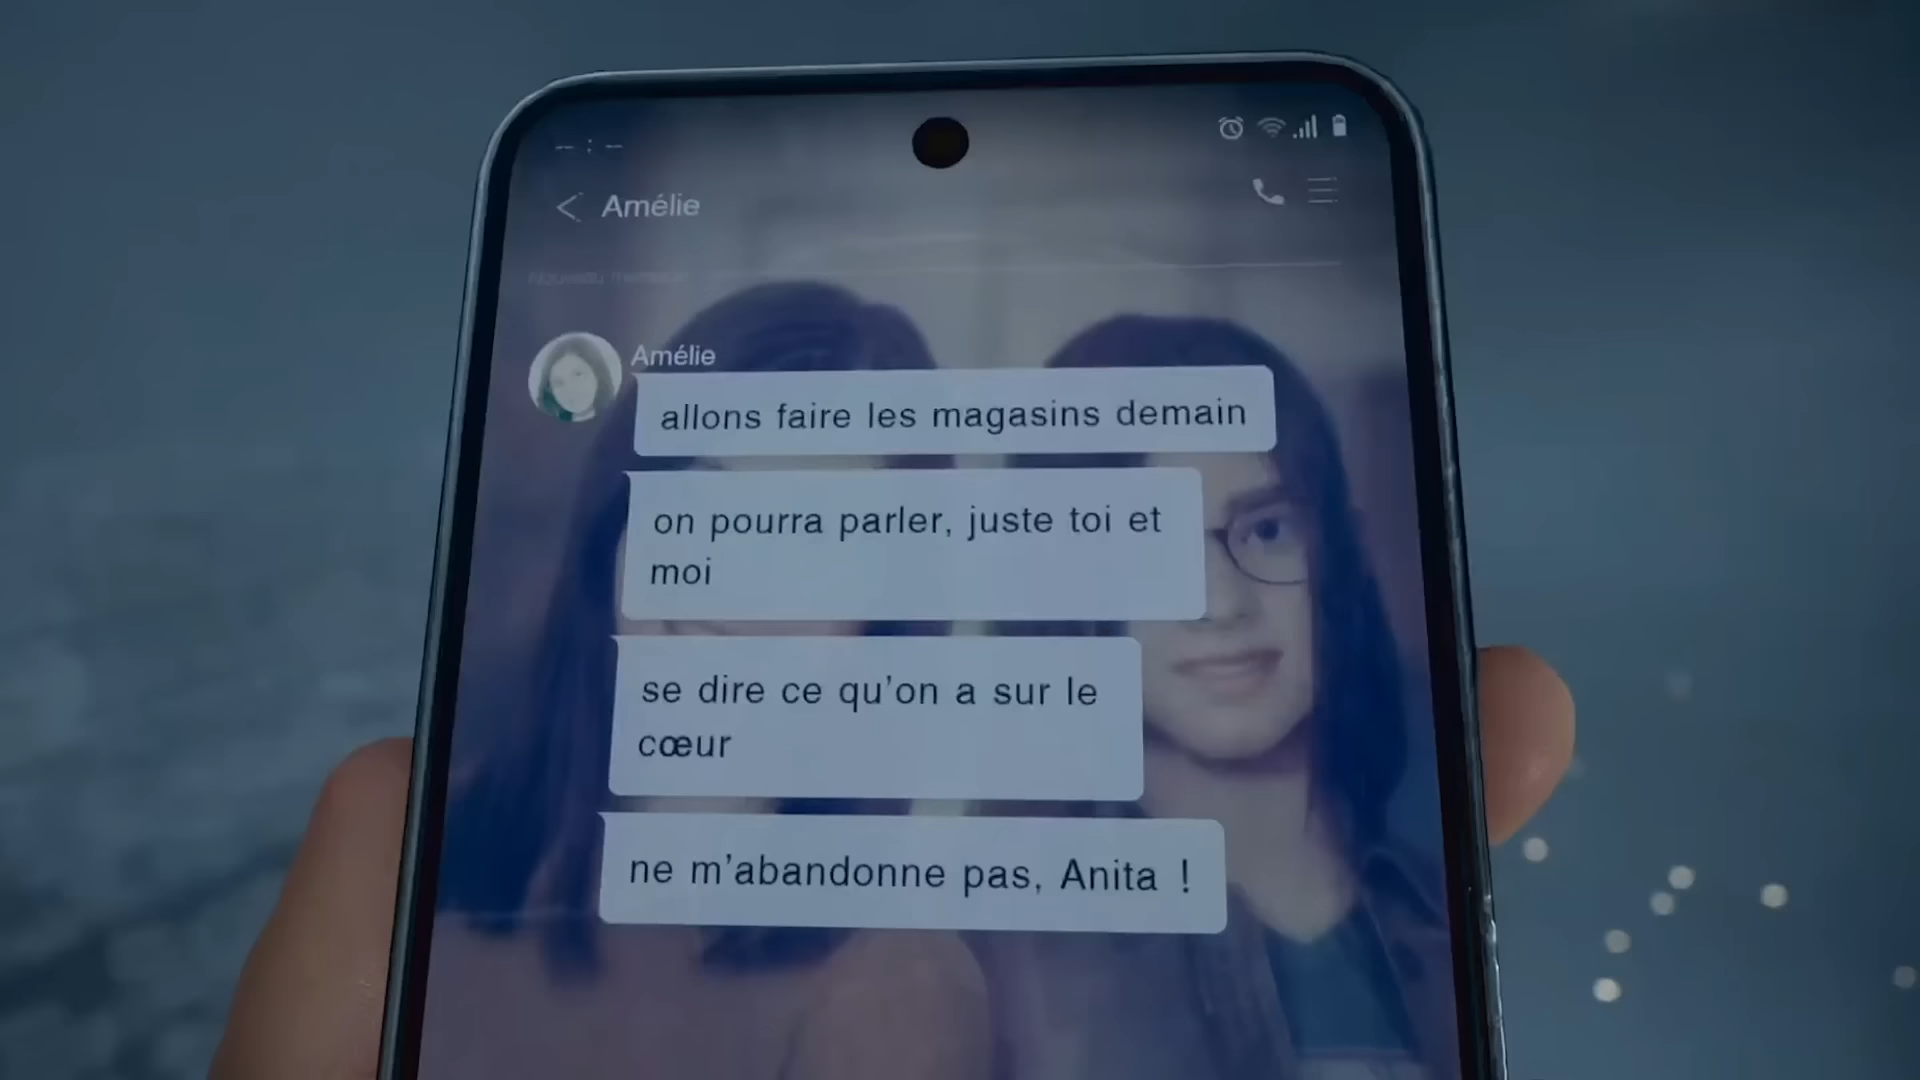 -- : --
Amélie
Amélie
allons faire les magasins demain
on pourra parler, juste toi et
moi
se dire ce qu'on a sur le
cœur
ne m'abandonne pas, Anita !